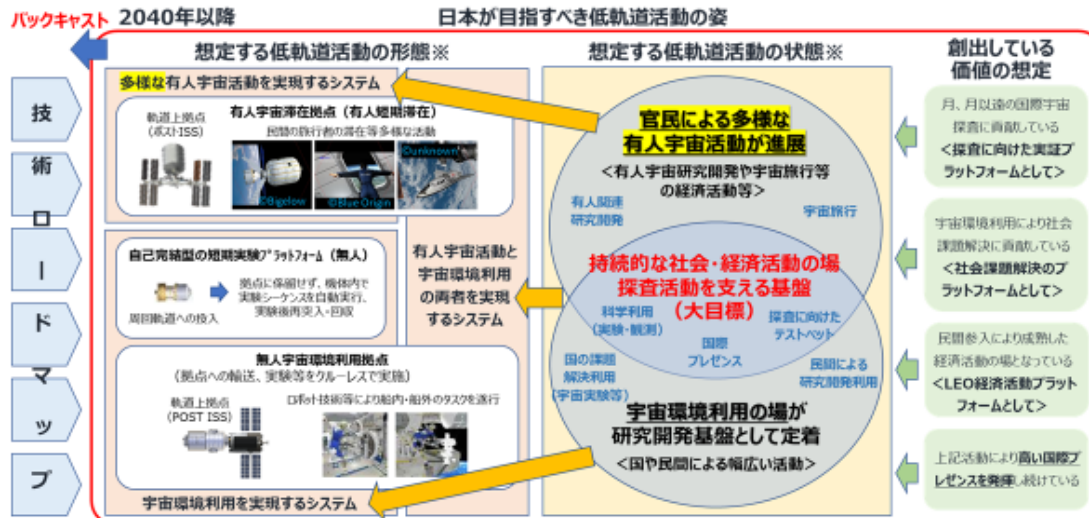 バックキャスト
2040年以降
日本が目指すべき低軌道活動の姿
技
術
ロ
ー
ド
マ
ッ
プ
想定する低軌道活動の形態※
多様な有人宇宙活動を実現するシステム
軌道上拠点
(ポストISS)
有人宇宙滞在拠点(有人短期滞在)
民間の旅行者の滞在等多様な活動
©Bigelow
©Blue Origin
©unknown
自己完結型の短期実験プラットフォーム(無人)
周回軌道への投入
拠点に保留せず、機体内で
実験シーケンスを自動実行、
実験後再突入・回収
有人宇宙活動と
宇宙環境利用
の両者を実現
するシステム
無人宇宙環境利用拠点
(拠点への輸送、実験等をクルーレスで実施)
軌道上拠点
(POST ISS)
ロボット技術等により船内・船外のタスクを遂行
宇宙環境利用を実現するシステム
想定する低軌道活動の状態※
官民による多様な
有人宇宙活動が進展
<有人宇宙研究開発や宇宙旅行等
の経済活動等>
有人関連
研究開発
宇宙旅行
持続的な社会・経済活動の場
探査活動を支える基盤
(大目標)
科学利用
(実験・観測)
探査に向けた
テストベット
国際
プレゼンス
国の課題
解決利用
(宇宙実験等)
民間による
研究開発利用
宇宙環境利用の場が
研究開発基盤として定着
<国や民間による幅広い活動>
創出している
価値の想定
月、月以遠の国際宇宙
探査に貢献している
<探査に向けた実証プ
ラットフォームとして>
宇宙環境利用により社会
課題解決に貢献している
<社会課題解決のプ
ラットフォームとして>
民間参入により成熟した
経済活動の場となっている
<LEO経済活動プラット
フォームとして>
上記活動により高い国際プ
レゼンスを発揮し続けている